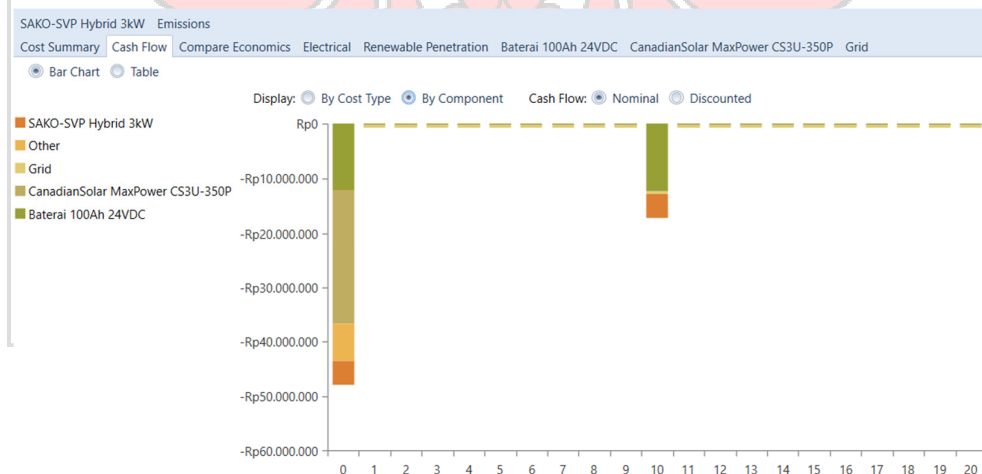 SAKO-SVP Hybrid 3kW Emissions
Cost Summary Cash Flow Compare Economics Electrical Renewable Penetration Baterai 100Ah 24VDC CanadianSolar MaxPower CS3U-350P Grid
Bar Chart Table
Display: By Cost Type By Component Cash Flow: Nominal Discounted
SAKO-SVP Hybrid 3kW
Other
Grid
CanadianSolar MaxPower CS3U-350P
Baterai 100Ah 24VDC
Rp0
-Rp10.000.000
-Rp20.000.000
-Rp30.000.000
-Rp40.000.000
-Rp50.000.000
-Rp60.000.000
0 1 2 3 4 5 6 7 8 9 10 11 12 13 14 15 16 17 18 19 20